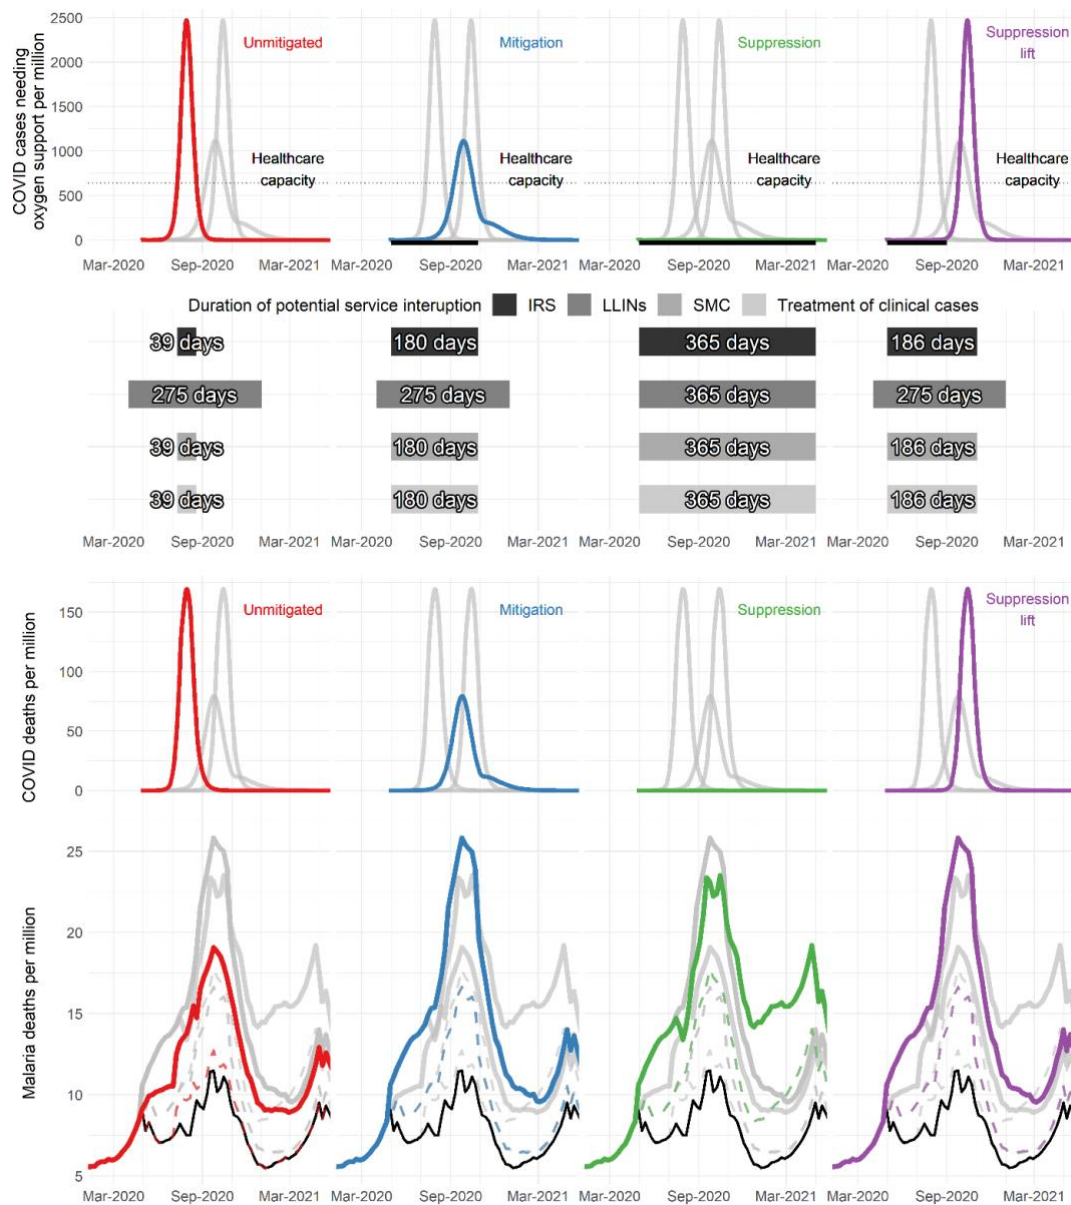 COVID cases needing
oxygen support per million
2500
2000
1500
1000
500
0
Unmitigated
Mitigation
Suppression
Suppression
lift
Healthcare
capacity
Healthcare
capacity
Healthcare
capacity
Healthcare
capacity
Mar-2020 Sep-2020 Mar-2021 Mar-2020 Sep-2020 Mar-2021 Mar-2020 Sep-2020 Mar-2021 Mar-2020 Sep-2020 Mar-2021
Duration of potential service interuption IRS LLINs SMC Treatment of clinical cases
39 days 180 days 365 days 186 days
275 days 275 days 365 days 275 days
39 days 180 days 365 days 186 days
39 days 180 days 365 days 186 days
Mar-2020 Sep-2020 Mar-2021 Mar-2020 Sep-2020 Mar-2021 Mar-2020 Sep-2020 Mar-2021 Mar-2020 Sep-2020 Mar-2021
COVID deaths per million
150
100
50
0
Unmitigated
Mitigation
Suppression
Suppression
lift
Malaria deaths per million
25
20
15
10
5
Mar-2020 Sep-2020 Mar-2021 Mar-2020 Sep-2020 Mar-2021 Mar-2020 Sep-2020 Mar-2021 Mar-2020 Sep-2020 Mar-2021